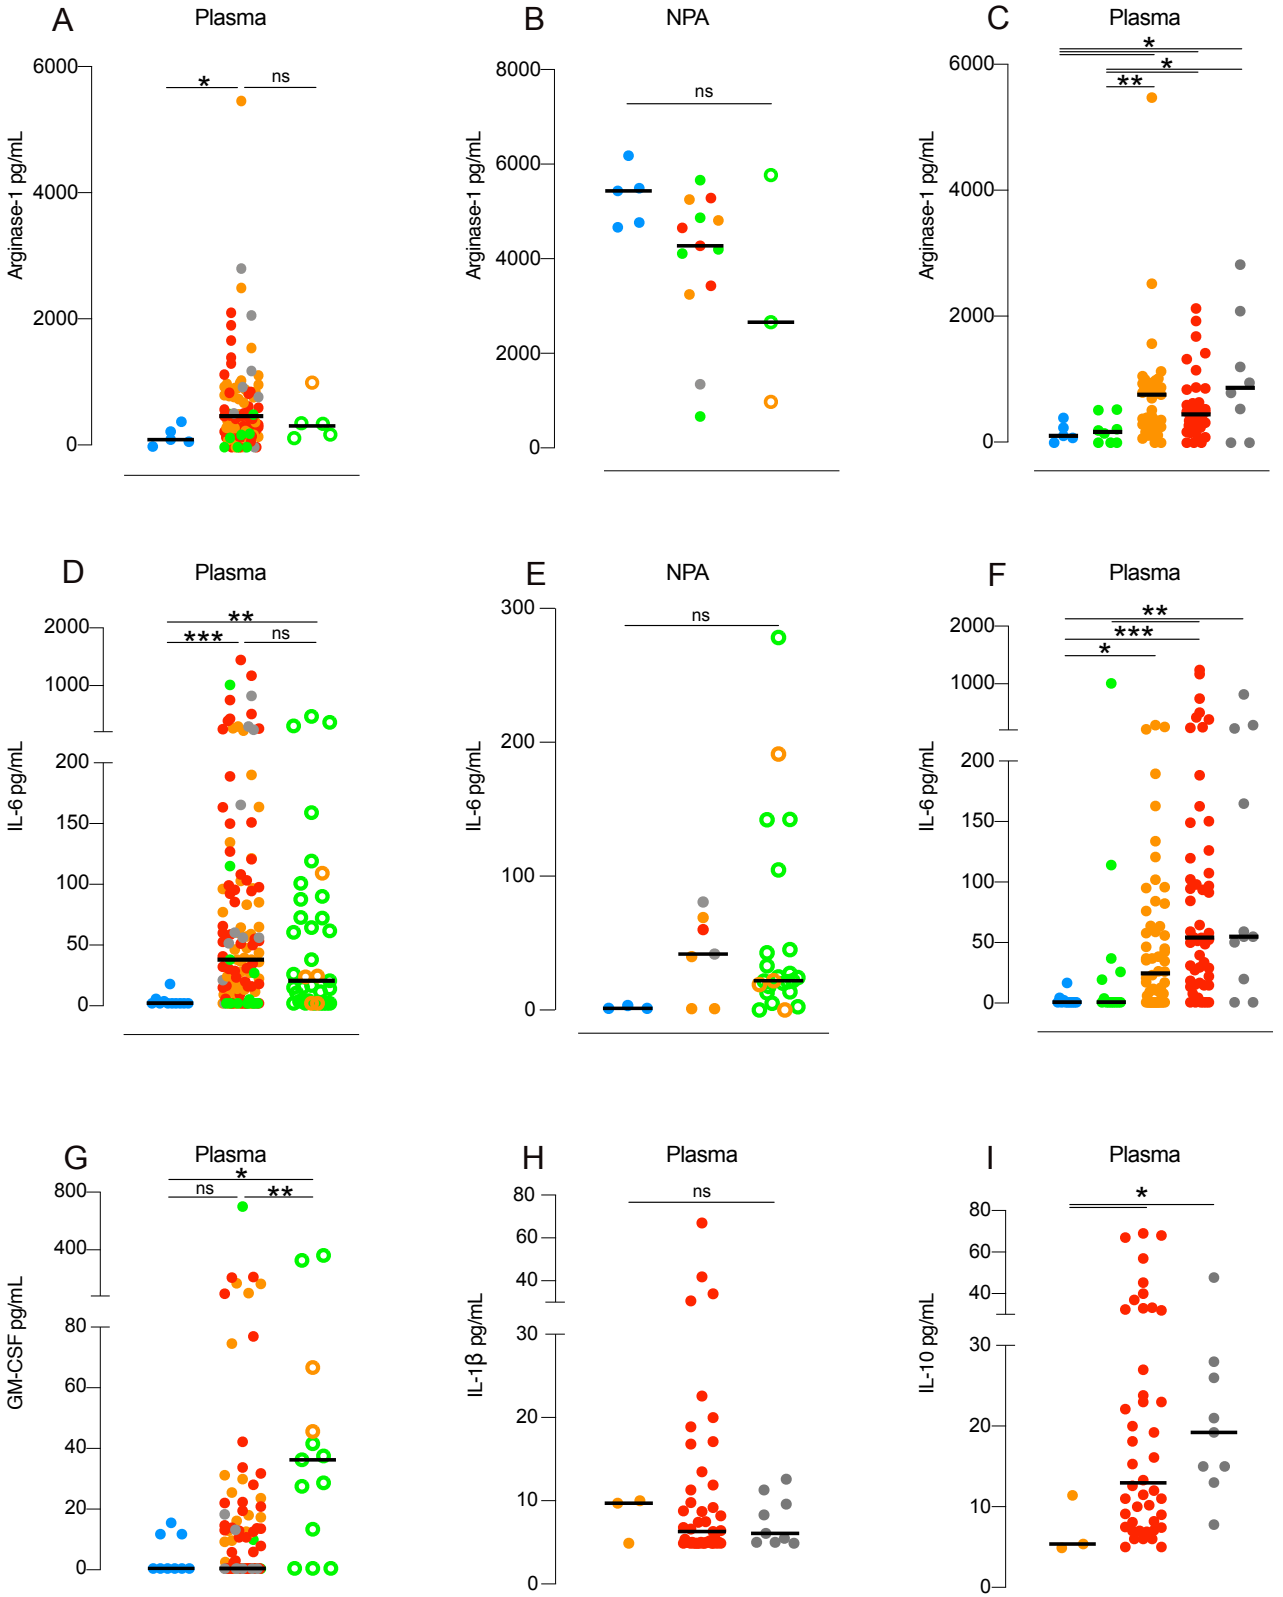 A
Plasma
6000
4000
2000
0
Arginase-1 pg/mL
*
ns
B
NPA
8000
6000
4000
2000
0
Arginase-1 pg/mL
ns
C
Plasma
6000
4000
2000
0
Arginase-1 pg/mL
*
*
**
D
Plasma
2000
1000
200
150
100
50
0
IL-6 pg/mL
**
***
ns
E
NPA
300
200
100
0
IL-6 pg/mL
ns
F
Plasma
2000
1000
200
150
100
50
0
IL-6 pg/mL
**
***
*
G
Plasma
800
400
80
60
40
20
0
GM-CSF pg/mL
*
ns
**
H
Plasma
80
60
40
30
20
10
0
IL-1β pg/mL
ns
I
Plasma
80
60
40
30
20
10
0
IL-10 pg/mL
*